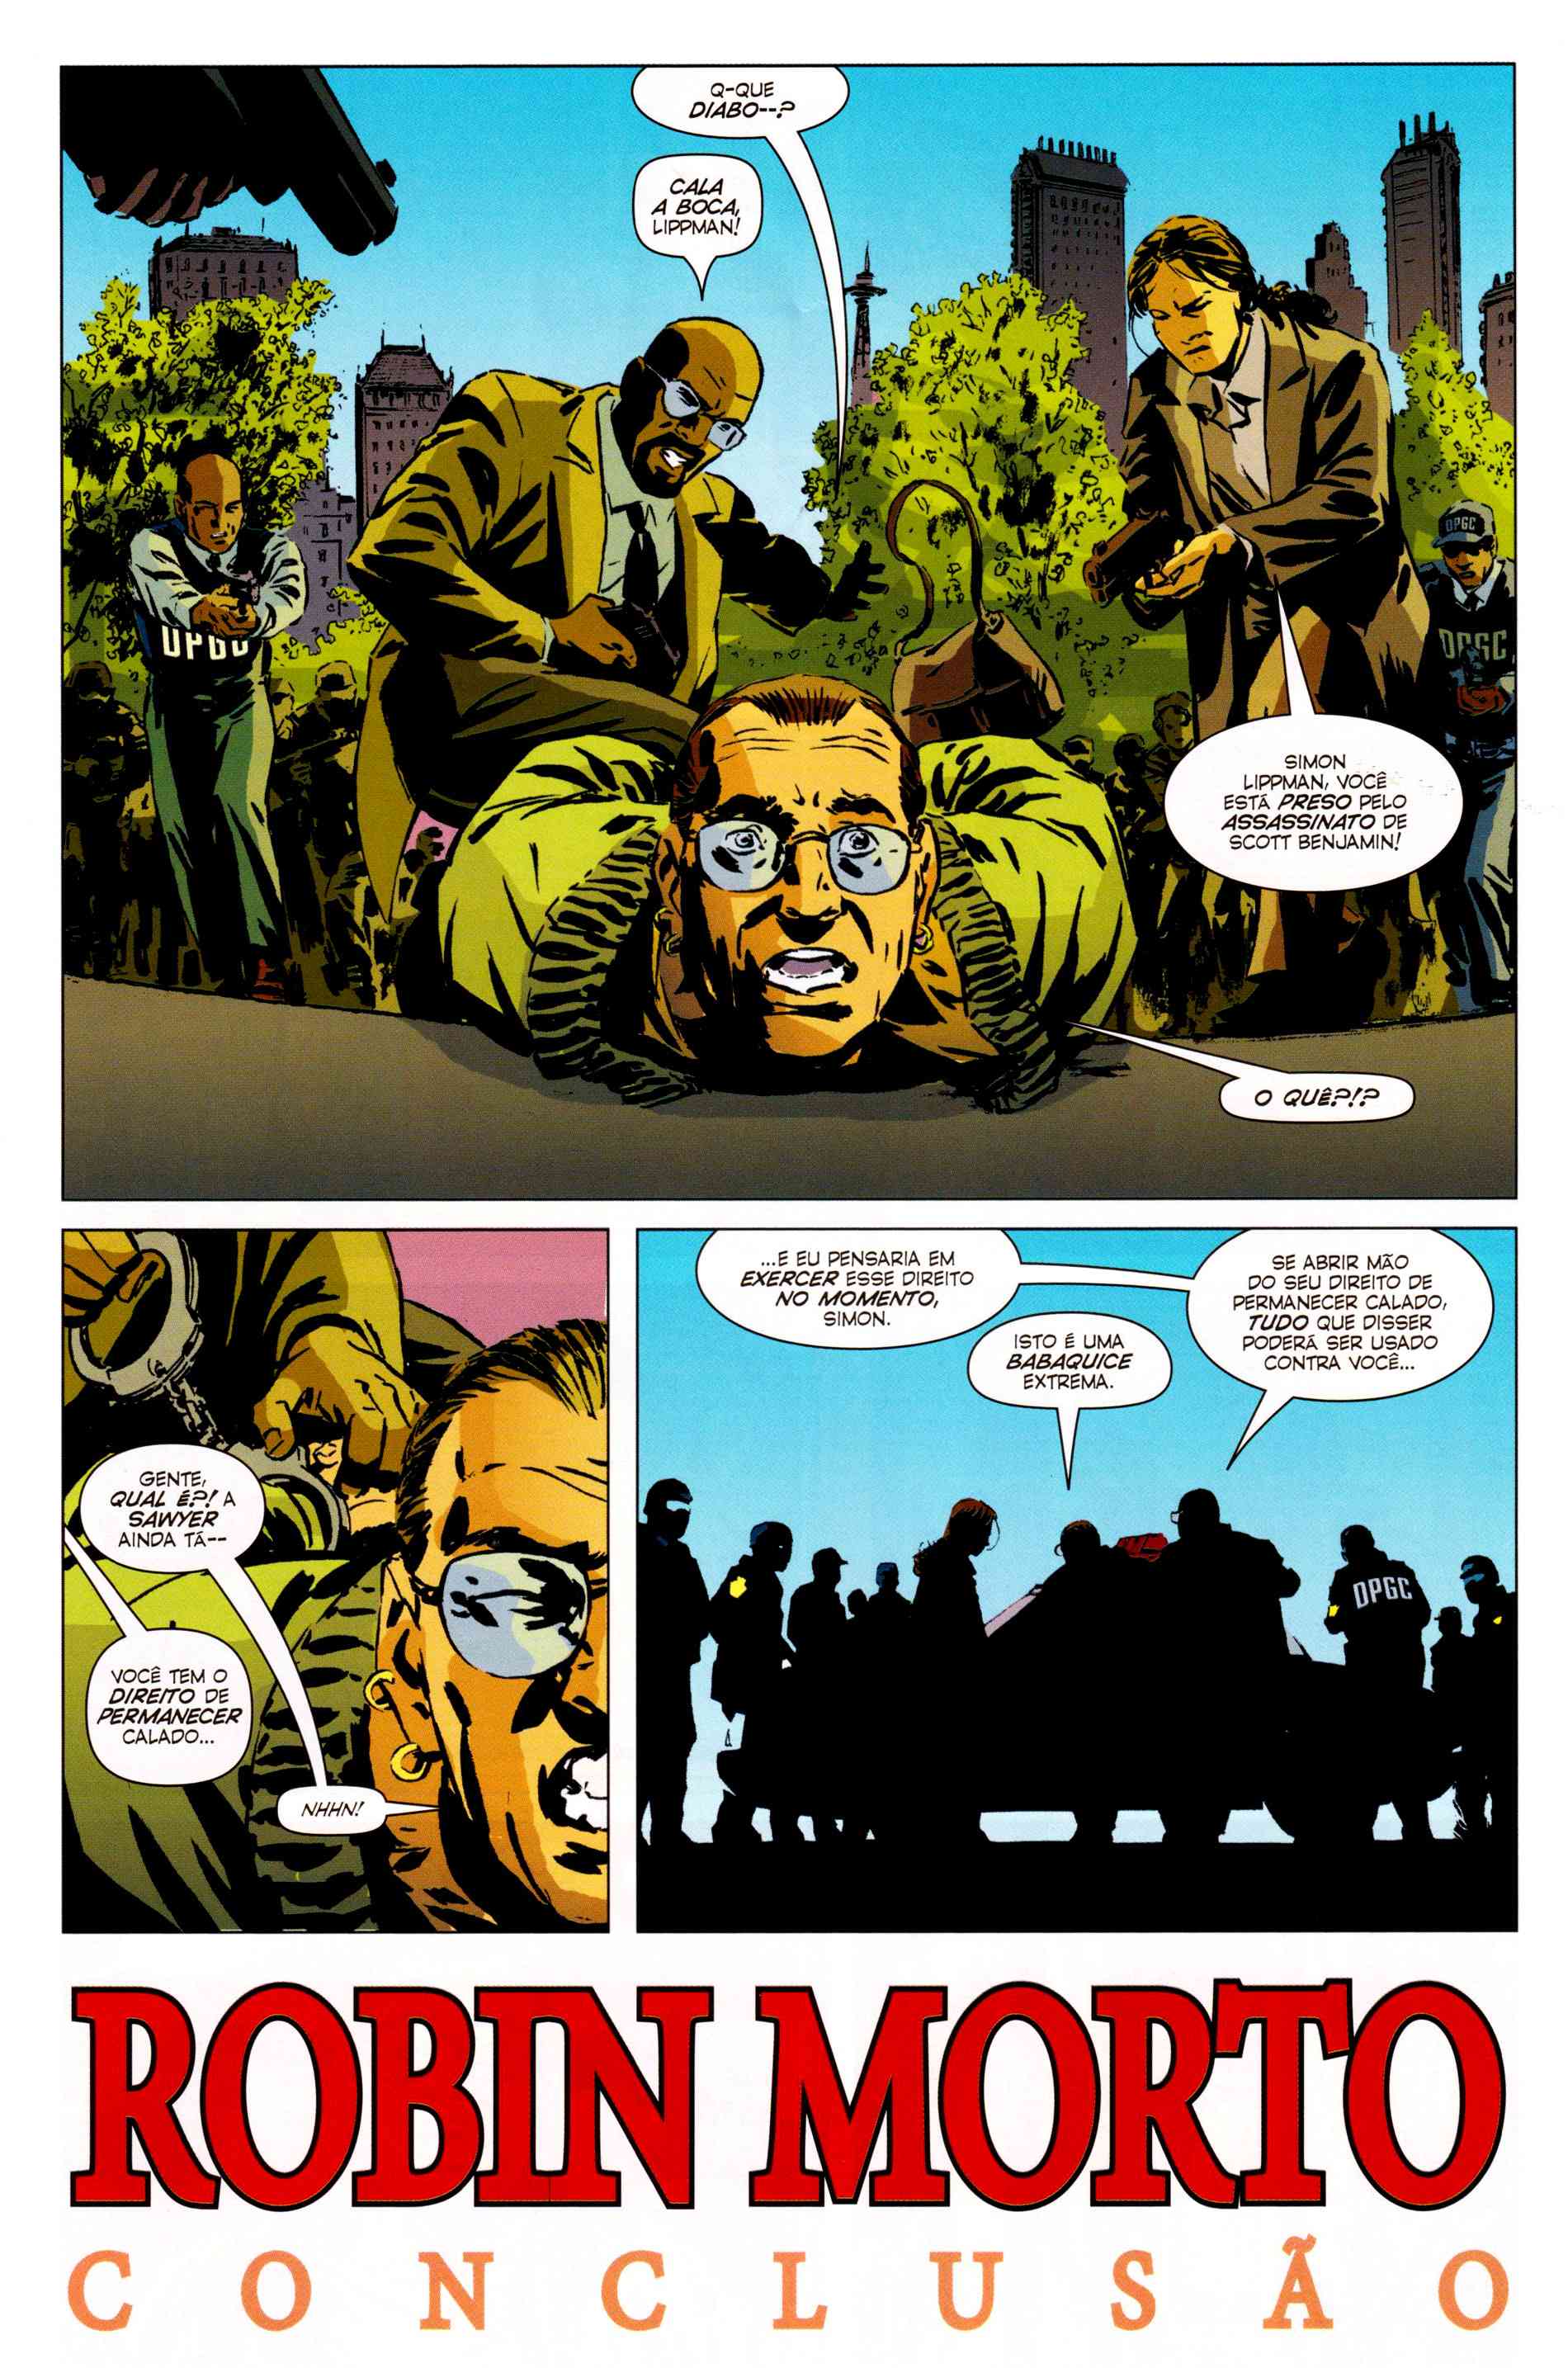 Q-QUE
DIABO--?
CALA
A BOCA,
LIPPMAN!
DPGC
DPGC
DPGC
SIMON
LIPPMAN, VOCÊ
ESTÁ PRESO PELO
ASSASSINATO DE
SCOTT BENJAMIN!
O QUÊ?!?
GENTE,
QUAL É?! A
SAWYER
AINDA TÁ--
VOCÊ TEM O
DIREITO DE
PERMANECER
CALADO...
NHHN!
SE ABRIR MÃO
DO SEU DIREITO DE
PERMANECER CALADO,
TUDO QUE DISSER
PODERÁ SER USADO
CONTRA VOCÊ...
...E EU PENSARIA EM
EXERCER ESSE DIREITO
NO MOMENTO,
SIMON.
ISTO É UMA
BABAQUICE
EXTREMA.
DPGC
ROBIN MORTO
CONCLUSÃO